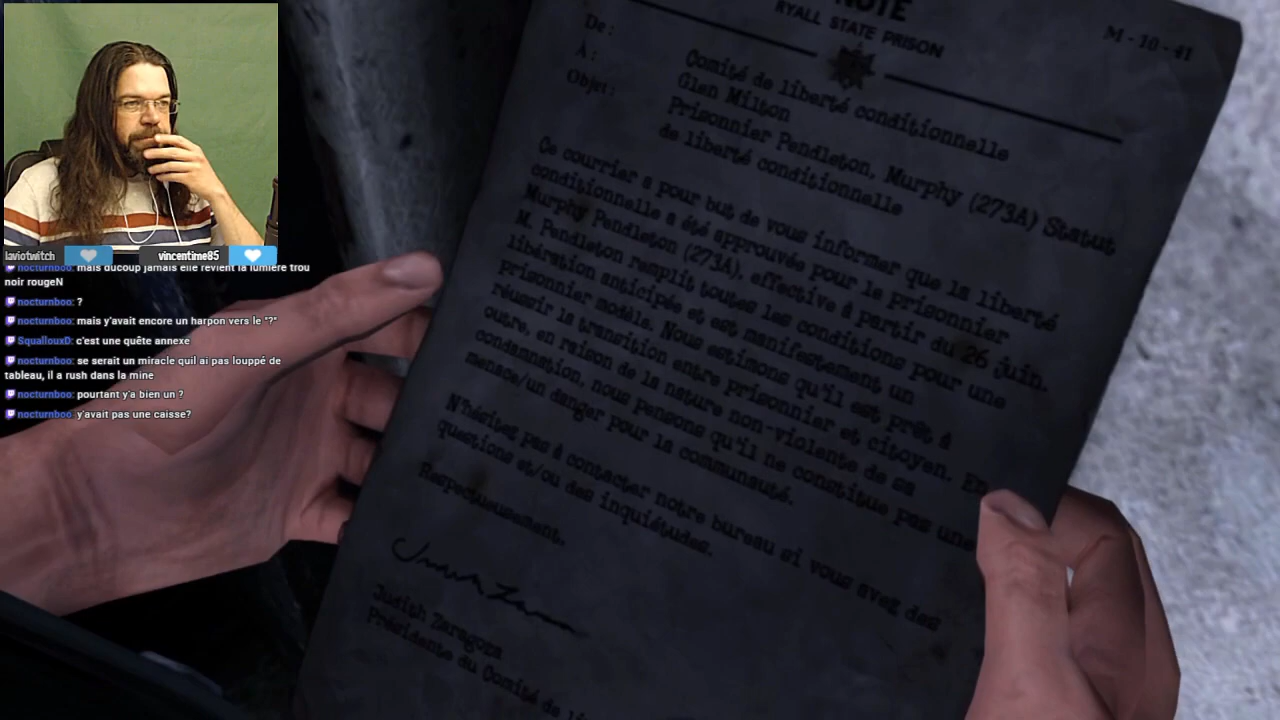 NOTE
RYALL STATE PRISON
M-10-41
De :
À :
Objet :
Comité de liberté conditionnelle
Glen Milton
Prisonnier Pendleton, Murphy (273A) Statut
de liberté conditionnelle
Ce courrier a pour but de vous informer que la liberté
conditionnelle a été approuvée pour le prisonnier
Murphy Pendleton (273A), effective à partir du 26 juin.
M. Pendleton remplit toutes les conditions pour une
libération anticipée et est manifestement un
prisonnier modèle. Nous estimons qu'il est prêt à
réussir la transition entre prisonnier et citoyen. En
outre, en raison de la nature non-violente de sa
condamnation, nous pensons qu'il ne constitue pas une
menace/un danger pour la communauté.
N'hésitez pas à contacter notre bureau si vous avez des
questions et/ou des inquiétudes.
Respectueusement,
Judith Zaragoza
Présidente du Comité de
laviotwitch
vincentime85
nocturnboo: mais ducoup jamais elle revient la lumière trou
noir rougeN
nocturnboo: ?
nocturnboo: mais y'avait encore un harpon vers le "?"
SquallouxD: c'est une quête annexe
nocturnboo: se serait un miracle quil ai pas louppé de
tableau, il a rush dans la mine
nocturnboo: pourtant y'a bien un ?
nocturnboo: y'avait pas une caisse?